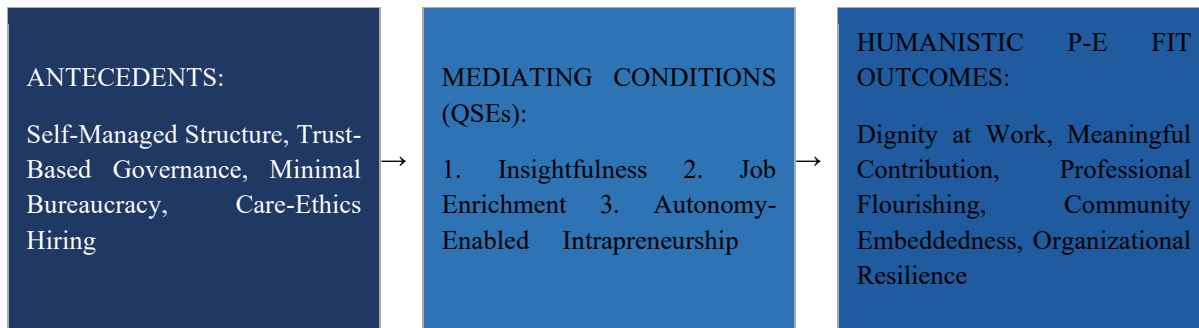 ANTECEDENTS:
Self-Managed Structure, Trust-
Based Governance, Minimal
Bureaucracy, Care-Ethics
Hiring
→
MEDIATING CONDITIONS
(QSEs):
1. Insightfulness 2. Job
Enrichment 3. Autonomy-
Enabled Intrapreneurship
→
HUMANISTIC P-E FIT
OUTCOMES:
Dignity at Work, Meaningful
Contribution, Professional
Flourishing, Community
Embeddedness, Organizational
Resilience